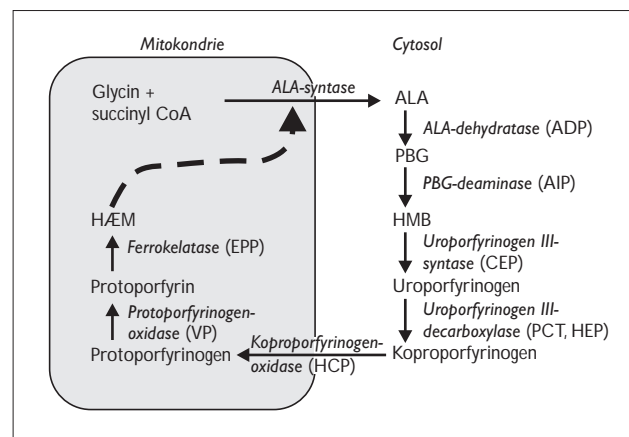 Mitokondrie
Cytosol
Glycin +
succinyl CoA
ALA-syntase
ALA
ALA-dehydratase (ADP)
PBG
PBG-deaminase (AIP)
HMB
Uroporfyrinogen III-
syntase (CEP)
Uroporfyrinogen
Uroporfyrinogen III-
decarboxylase (PCT, HEP)
Koproporfyrinogen
Koproporfyrinogen-
oxidase (HCP)
Protoporfyrinogen
Protoporfyrinogen-
oxidase (VP)
Protoporfyrin
Ferrokelatase (EPP)
HÆM